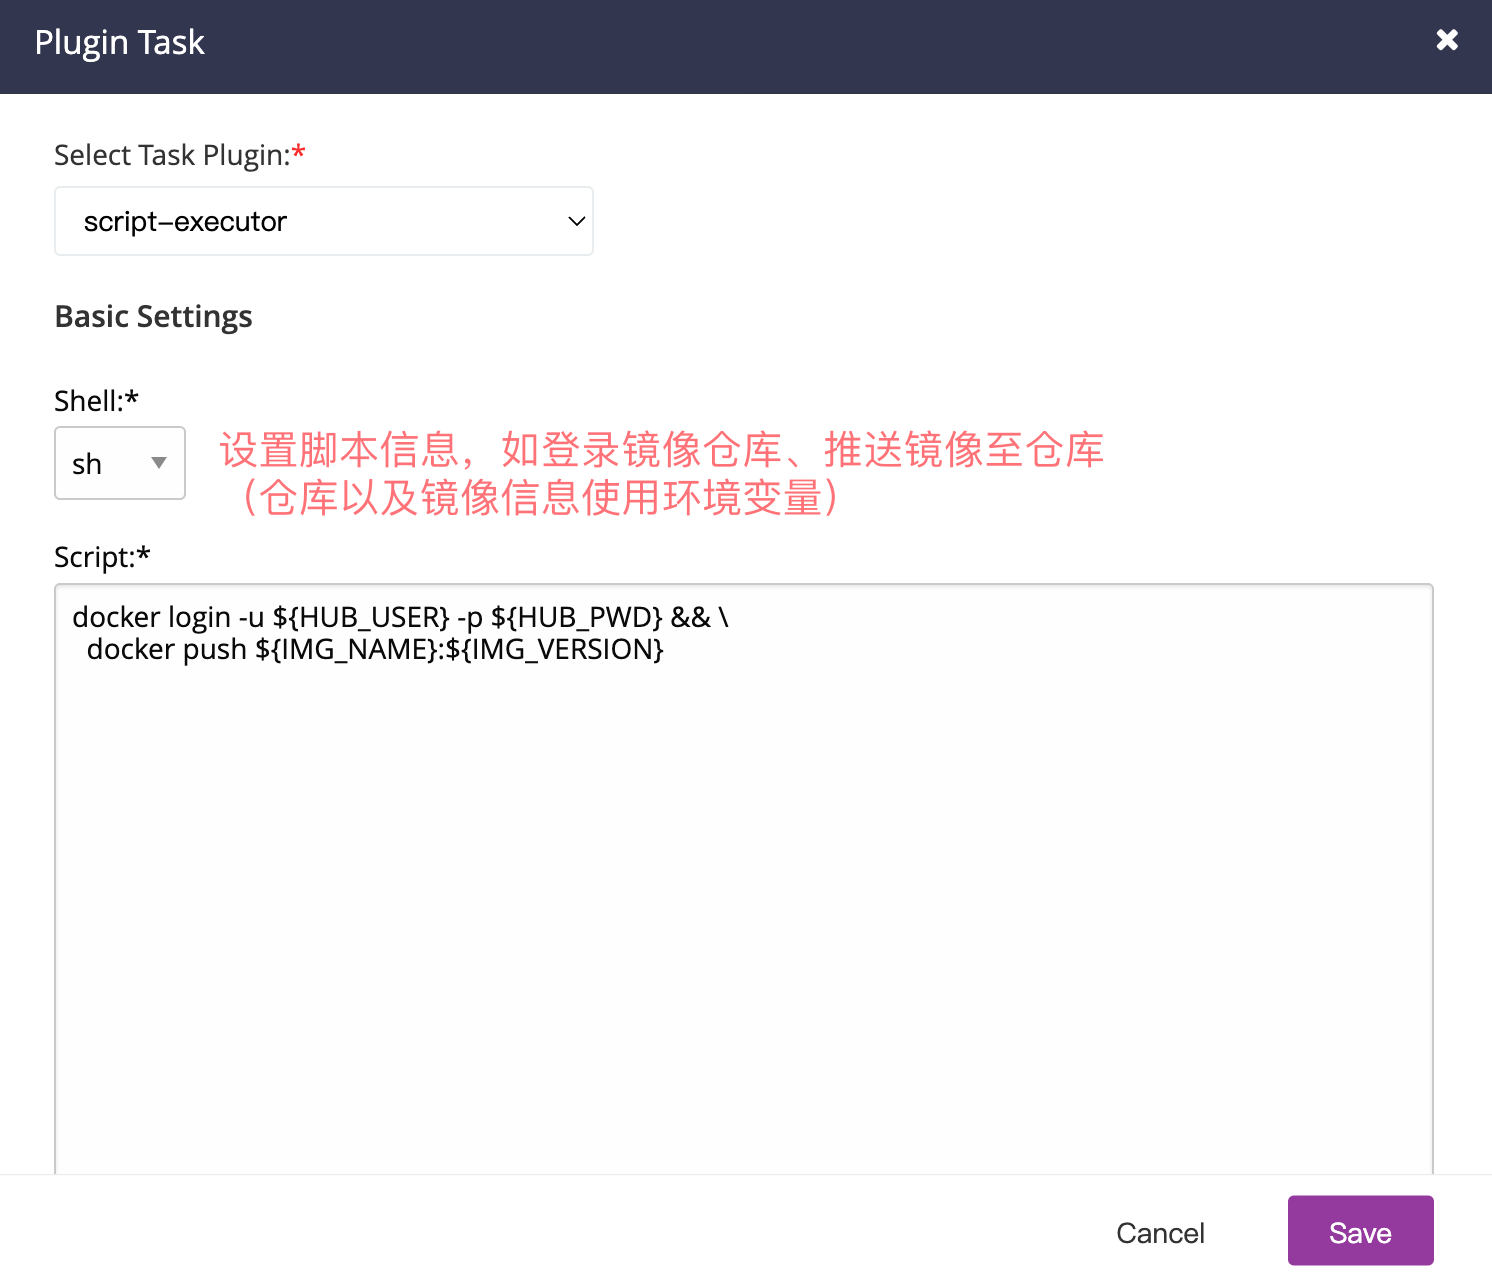 Plugin Task
Select Task Plugin:*
script-executor
Basic Settings
Shell:*
sh
设置脚本信息，如登录镜像仓库、推送镜像至仓库
（仓库以及镜像信息使用环境变量）
Script:*
docker login -u ${HUB_USER} -p ${HUB_PWD} && \
docker push ${IMG_NAME}:${IMG_VERSION}
Cancel
Save